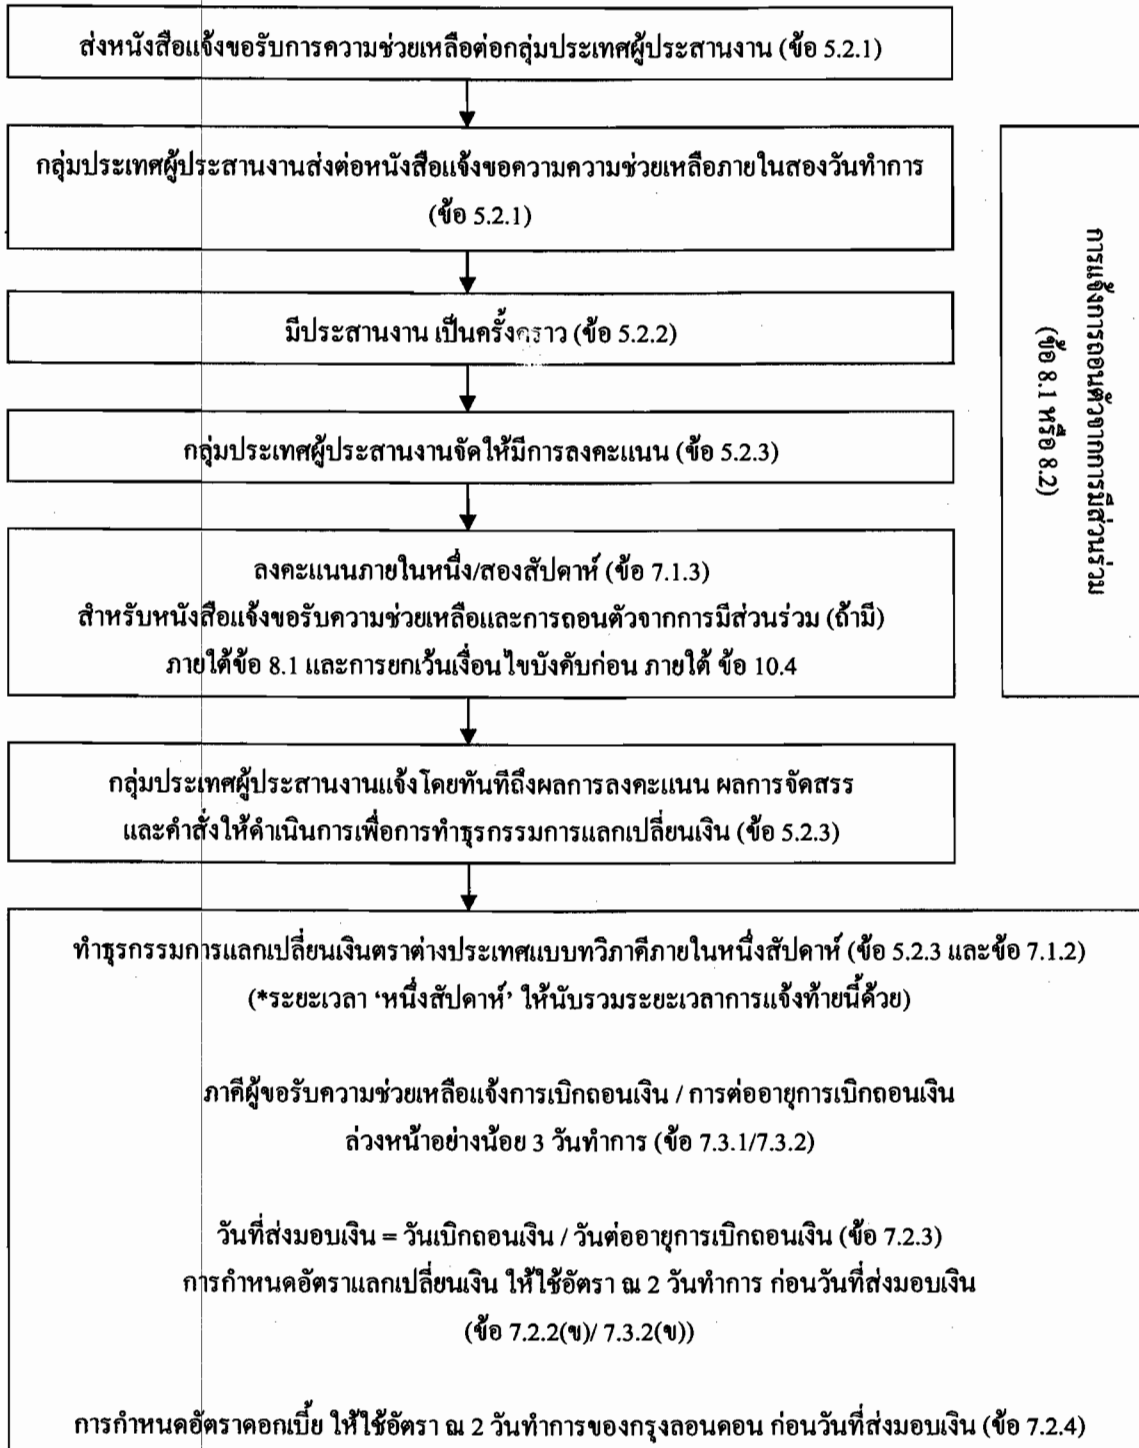 ส่งหนังสือแจ้งขอรับการความช่วยเหลือต่อกลุ่มประเทศผู้ประสานงาน (ข้อ 5.2.1)
กลุ่มประเทศผู้ประสานงานส่งต่อหนังสือแจ้งขอความความช่วยเหลือภายในสองวันทำการ
(ข้อ 5.2.1)
มีประสานงาน เป็นครั้งคราว (ข้อ 5.2.2)
กลุ่มประเทศผู้ประสานงานจัดให้มีการลงคะแนน (ข้อ 5.2.3)
ลงคะแนนภายในหนึ่ง/สองสัปดาห์ (ข้อ 7.1.3)
สำหรับหนังสือแจ้งขอรับความช่วยเหลือและการถอนตัวจากการมีส่วนร่วม (ถ้ามี)
ภายใต้ข้อ 8.1 และการยกเว้นเงื่อนไขบังคับก่อน ภายใต้ ข้อ 10.4
การแจ้งการถอนตัวจากการมีส่วนร่วม
(ข้อ 8.1 หรือ 8.2)
กลุ่มประเทศผู้ประสานงานแจ้งโดยทันทีถึงผลการลงคะแนน ผลการจัดสรร
และคำสั่งให้ดำเนินการเพื่อการทำธุรกรรมการแลกเปลี่ยนเงิน (ข้อ 5.2.3)
ทำธุรกรรมการแลกเปลี่ยนเงินตราต่างประเทศแบบทวิภาคีภายในหนึ่งสัปดาห์ (ข้อ 5.2.3 และข้อ 7.1.2)
(*ระยะเวลา ‘หนึ่งสัปดาห์’ ให้นับรวมระยะเวลาการแจ้งท้ายนี้ด้วย)
ภาคีผู้ขอรับความช่วยเหลือแจ้งการเบิกถอนเงิน / การต่ออายุการเบิกถอนเงิน
ล่วงหน้าอย่างน้อย 3 วันทำการ (ข้อ 7.3.1/7.3.2)
วันที่ส่งมอบเงิน = วันเบิกถอนเงิน / วันต่ออายุการเบิกถอนเงิน (ข้อ 7.2.3)
การกำหนดอัตราแลกเปลี่ยนเงิน ให้ใช้อัตรา ณ 2 วันทำการ ก่อนวันที่ส่งมอบเงิน
(ข้อ 7.2.2(ข)/ 7.3.2(ข))
การกำหนดอัตราดอกเบี้ย ให้ใช้อัตรา ณ 2 วันทำการของกรุงลอนดอน ก่อนวันที่ส่งมอบเงิน (ข้อ 7.2.4)